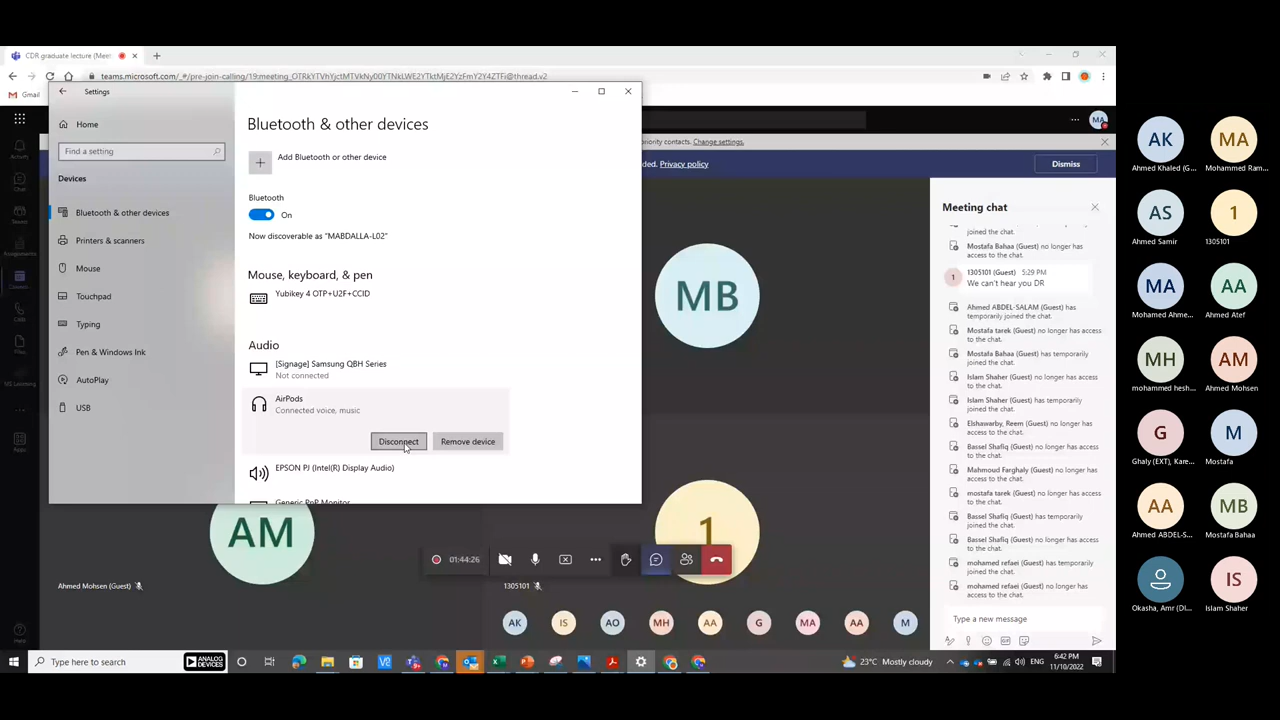 CDR graduate lecture (Meet
teams.microsoft.com/_#/pre-join-calling/19:meeting_OTRkYTVhYjctMTVkNy00YTNkLWE2YTktMjE2YzFmY2Y4ZTFi@thread.v2
Gmail
Settings
Home
Find a setting
Devices
Bluetooth & other devices
Printers & scanners
Mouse
Touchpad
Typing
Pen & Windows Ink
AutoPlay
USB
Bluetooth & other devices
Add Bluetooth or other device
Bluetooth
On
Now discoverable as "MABDALLA-L02"
Mouse, keyboard, & pen
Yubikey 4 OTP+U2F+CCID
Audio
[Signage] Samsung QBH Series
Not connected
AirPods
Connected voice, music
Disconnect
Remove device
EPSON PJ (Intel(R) Display Audio)
Generic PnP Monitor
MA
priority contacts. Change settings.
ded. Privacy policy
Dismiss
MB
AM
1
Ahmed Mohsen (Guest)
1305101
01:44:26
AK
IS
AO
MH
AA
G
MA
AA
M
Meeting chat
joined the chat.
Mostafa Bahaa (Guest) no longer has
access to the chat.
1
1305101 (Guest) 5:29 PM
We can't hear you DR
Ahmed ABDEL-SALAM (Guest) has
temporarily joined the chat.
Mostafa tarek (Guest) no longer has
access to the chat.
Mostafa Bahaa (Guest) has temporarily
joined the chat.
Islam Shaher (Guest) no longer has
access to the chat.
Islam Shaher (Guest) has temporarily
joined the chat.
Elshawarby, Reem (Guest) no longer has
access to the chat.
Bassel Shafiq (Guest) no longer has
access to the chat.
Mahmoud Farghaly (Guest) no longer has
access to the chat.
mostafa tarek (Guest) no longer has
access to the chat.
Bassel Shafiq (Guest) has temporarily
joined the chat.
Bassel Shafiq (Guest) no longer has
access to the chat.
mohamed refaei (Guest) has temporarily
joined the chat.
mohamed refaei (Guest) no longer has
access to the chat.
Type a new message
AK
Ahmed Khaled (G...
MA
Mohammed Ram...
AS
Ahmed Samir
1
1305101
MA
Mohamed Ahme...
AA
Ahmed Atef
MH
mohammed hesh...
AM
Ahmed Mohsen
G
Ghaly (EXT), Kare...
M
Mostafa
AA
Ahmed ABDEL-S...
MB
Mostafa Bahaa
Okasha, Amr (DI...
IS
Islam Shaher
Type here to search
ANALOG DEVICES
23°C Mostly cloudy
ENG
6:42 PM
11/10/2022